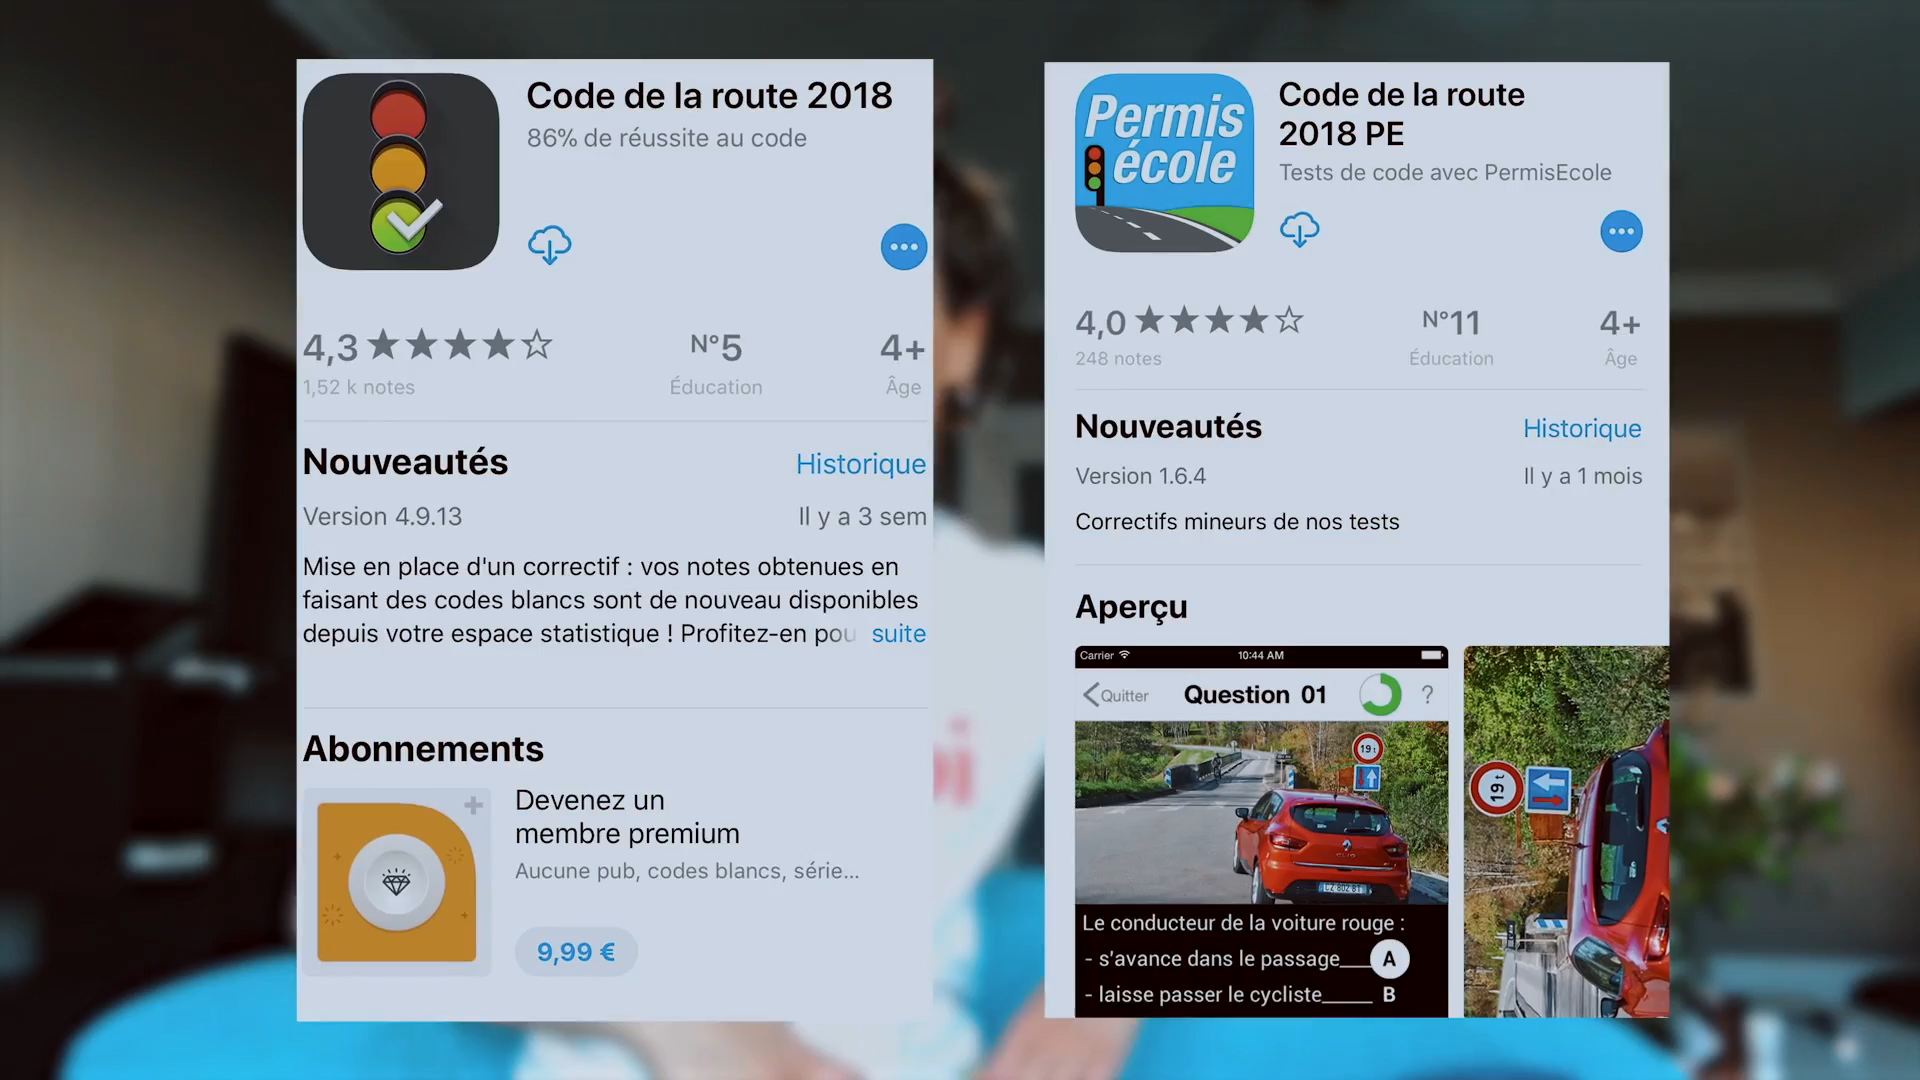 Code de la route 2018
86% de réussite au code
4,3
N°5
4+
1,52 k notes
Éducation
Âge
Nouveautés
Historique
Version 4.9.13
Il y a 3 sem
Mise en place d'un correctif : vos notes obtenues en
faisant des codes blancs sont de nouveau disponibles
depuis votre espace statistique ! Profitez-en pou
suite
Abonnements
Devenez un
membre premium
Aucune pub, codes blancs, série...
9,99 €
Permis
école
Code de la route
2018 PE
Tests de code avec PermisEcole
4,0
N°11
4+
248 notes
Éducation
Âge
Nouveautés
Historique
Version 1.6.4
Il y a 1 mois
Correctifs mineurs de nos tests
Aperçu
Carrier
10:44 AM
Quitter
Question 01
?
19 t
CLIO
Le conducteur de la voiture rouge :
- s'avance dans le passage___ A
- laisse passer le cycliste_____ B
19 t